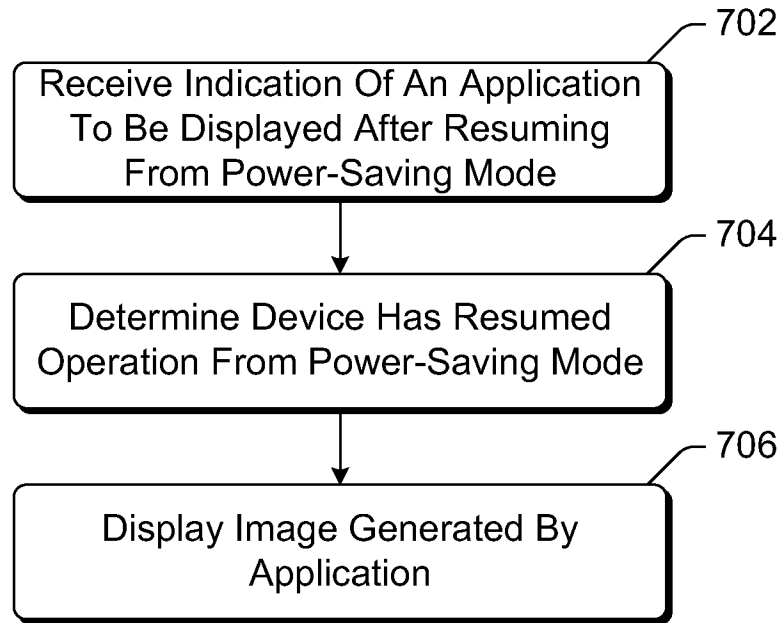 702
Receive Indication Of An Application
To Be Displayed After Resuming
From Power-Saving Mode
704
Determine Device Has Resumed
Operation From Power-Saving Mode
706
Display Image Generated By
Application